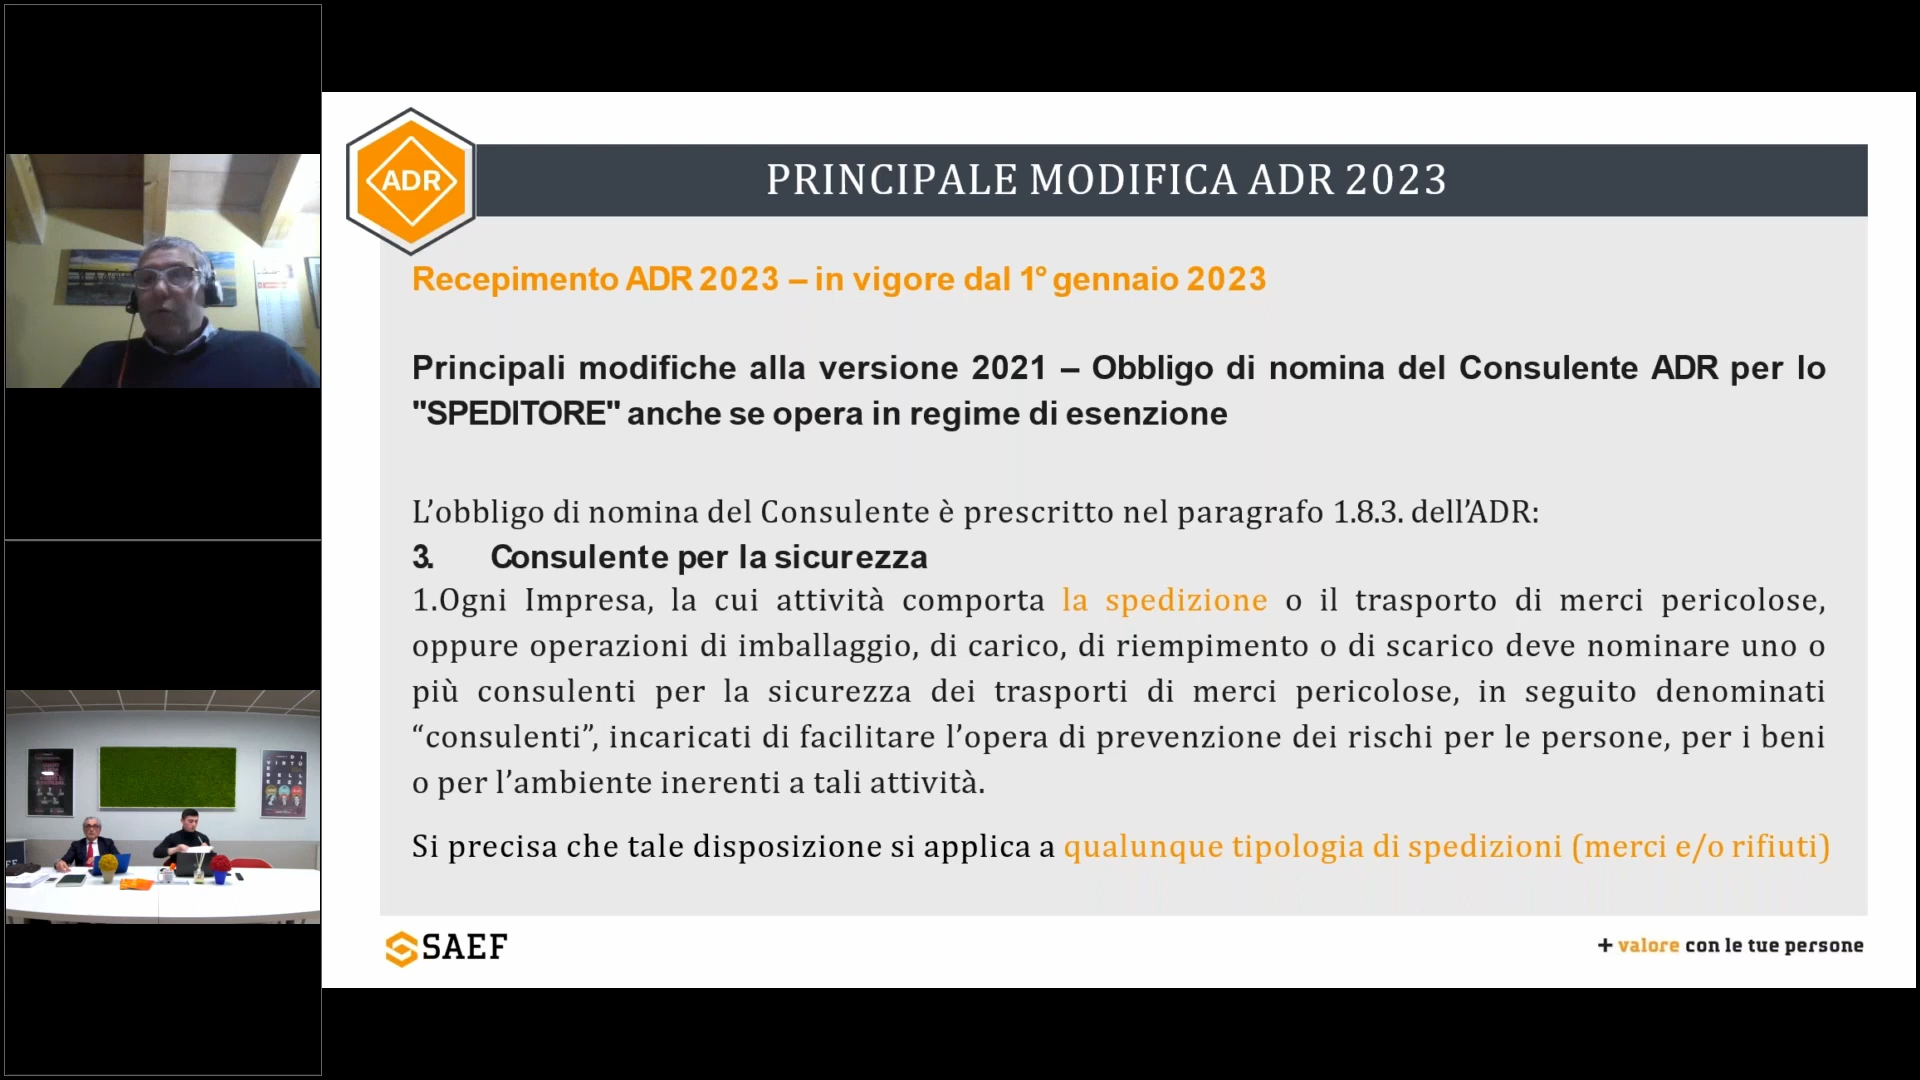 ADR
PRINCIPALE MODIFICA ADR 2023
Recepimento ADR 2023 – in vigore dal 1° gennaio 2023
Principali modifiche alla versione 2021 – Obbligo di nomina del Consulente ADR per lo
"SPEDITORE" anche se opera in regime di esenzione
L’obbligo di nomina del Consulente è prescritto nel paragrafo 1.8.3. dell’ADR:
3. Consulente per la sicurezza
1.Ogni Impresa, la cui attività comporta la spedizione o il trasporto di merci pericolose,
oppure operazioni di imballaggio, di carico, di riempimento o di scarico deve nominare uno o
più consulenti per la sicurezza dei trasporti di merci pericolose, in seguito denominati
“consulenti”, incaricati di facilitare l’opera di prevenzione dei rischi per le persone, per i beni
o per l’ambiente inerenti a tali attività.
Si precisa che tale disposizione si applica a qualunque tipologia di spedizioni (merci e/o rifiuti)
SAEF
+ valore con le tue persone